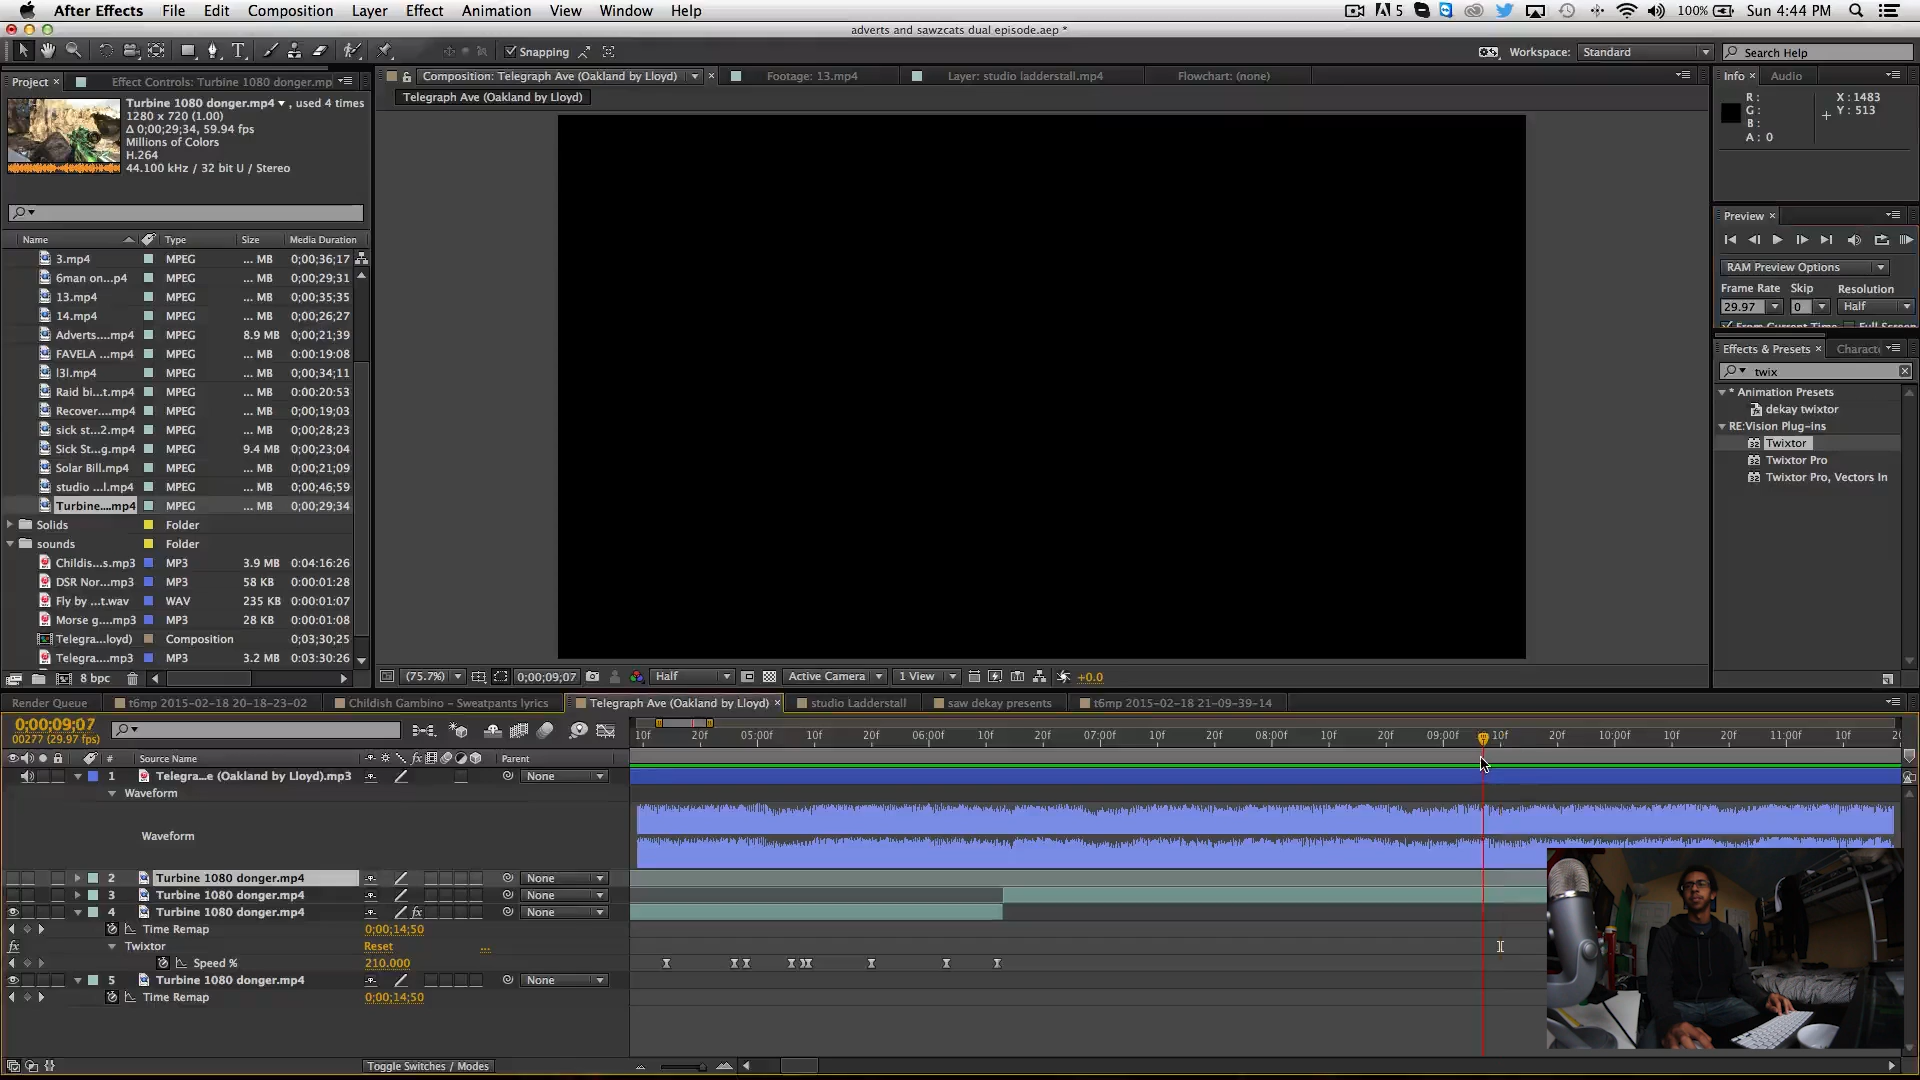 After Effects File Edit Composition Layer Effect Animation View Window Help
5 100% Sun 4:44 PM
adverts and sawzcats dual episode.aep *
Snapping Workspace: Standard Search Help
Project × Effect Controls: Turbine 1080 donger.mp
Composition: Telegraph Ave (Oakland by Lloyd) × Footage: 13.mp4 Layer: studio ladderstall.mp4 Flowchart: (none)
Telegraph Ave (Oakland by Lloyd)
Turbine 1080 donger.mp4 , used 4 times
1280 x 720 (1.00)
Δ 0;00;29;34, 59.94 fps
Millions of Colors
H.264
44.100 kHz / 32 bit U / Stereo
Info × Audio
R : X : 1483
G : Y : 513
B :
A : 0
Preview ×
RAM Preview Options
Frame Rate Skip Resolution
29.97 0 Half
From Current Time Full Screen
Effects & Presets × Charact
twix
* Animation Presets
dekay twixtor
RE:Vision Plug-ins
Twixtor
Twixtor Pro
Twixtor Pro, Vectors In
Name Type Size Media Duration
3.mp4 MPEG ... MB 0;00;36;17
6man on...p4 MPEG ... MB 0;00;29;31
13.mp4 MPEG ... MB 0;00;35;35
14.mp4 MPEG ... MB 0;00;26;27
Adverts....mp4 MPEG 8.9 MB 0;00;21;39
FAVELA ...mp4 MPEG ... MB 0:00:19:08
l3l.mp4 MPEG ... MB 0;00;34;11
Raid bi...t.mp4 MPEG ... MB 0:00:20:53
Recover....mp4 MPEG ... MB 0;00;19;03
sick st...2.mp4 MPEG ... MB 0;00;28;23
Sick St...g.mp4 MPEG 9.4 MB 0;00;23;04
Solar Bill.mp4 MPEG ... MB 0;00;21;09
studio ...l.mp4 MPEG ... MB 0;00;46;59
Turbine....mp4 MPEG ... MB 0;00;29;34
Solids Folder
sounds Folder
Childis...s.mp3 MP3 3.9 MB 0:04:16:26
DSR Nor...mp3 MP3 58 KB 0:00:01:28
Fly by ...t.wav WAV 235 KB 0:00:01:07
Morse g....mp3 MP3 28 KB 0:00:01:08
Telegra...loyd) Composition 0;03;30;25
Telegra....mp3 MP3 3.2 MB 0:03:30:26
8 bpc
(75.7%) 0;00;09;07 Half Active Camera 1 View +0.0
Render Queue t6mp 2015-02-18 20-18-23-02 Childish Gambino – Sweatpants lyrics Telegraph Ave (Oakland by Lloyd) × studio Ladderstall saw dekay presents t6mp 2015-02-18 21-09-39-14
0;00;09;07
00277 (29.97 fps)
10f 20f 05:00f 10f 20f 06:00f 10f 20f 07:00f 10f 20f 08:00f 10f 20f 09:00f 10f 20f 10:00f 10f 20f 11:00f 10f
# Source Name fx Parent
1 Telegra...e (Oakland by Lloyd).mp3 None
Waveform
Waveform
2 Turbine 1080 donger.mp4 None
3 Turbine 1080 donger.mp4 None
4 Turbine 1080 donger.mp4 fx None
Time Remap 0;00;14;50
fx Twixtor Reset ...
Speed % 210.000
5 Turbine 1080 donger.mp4 None
Time Remap 0;00;14;50
Toggle Switches / Modes